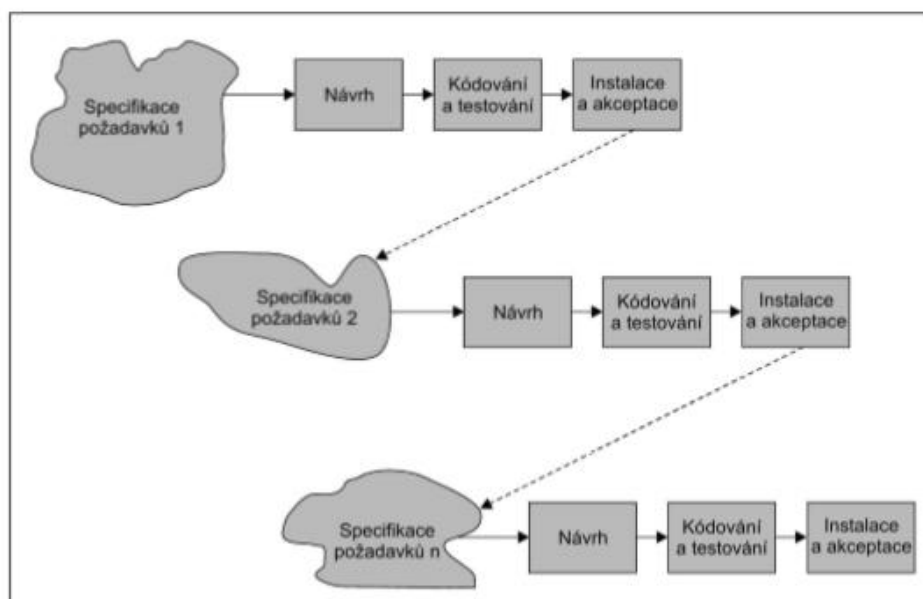 Specifikace
požadavků 1
Návrh
Kódování
a testování
Instalace
a akceptace
Specifikace
požadavků 2
Návrh
Kódování
a testování
Instalace
a akceptace
Specifikace
požadavků n
Návrh
Kódování
a testování
Instalace
a akceptace